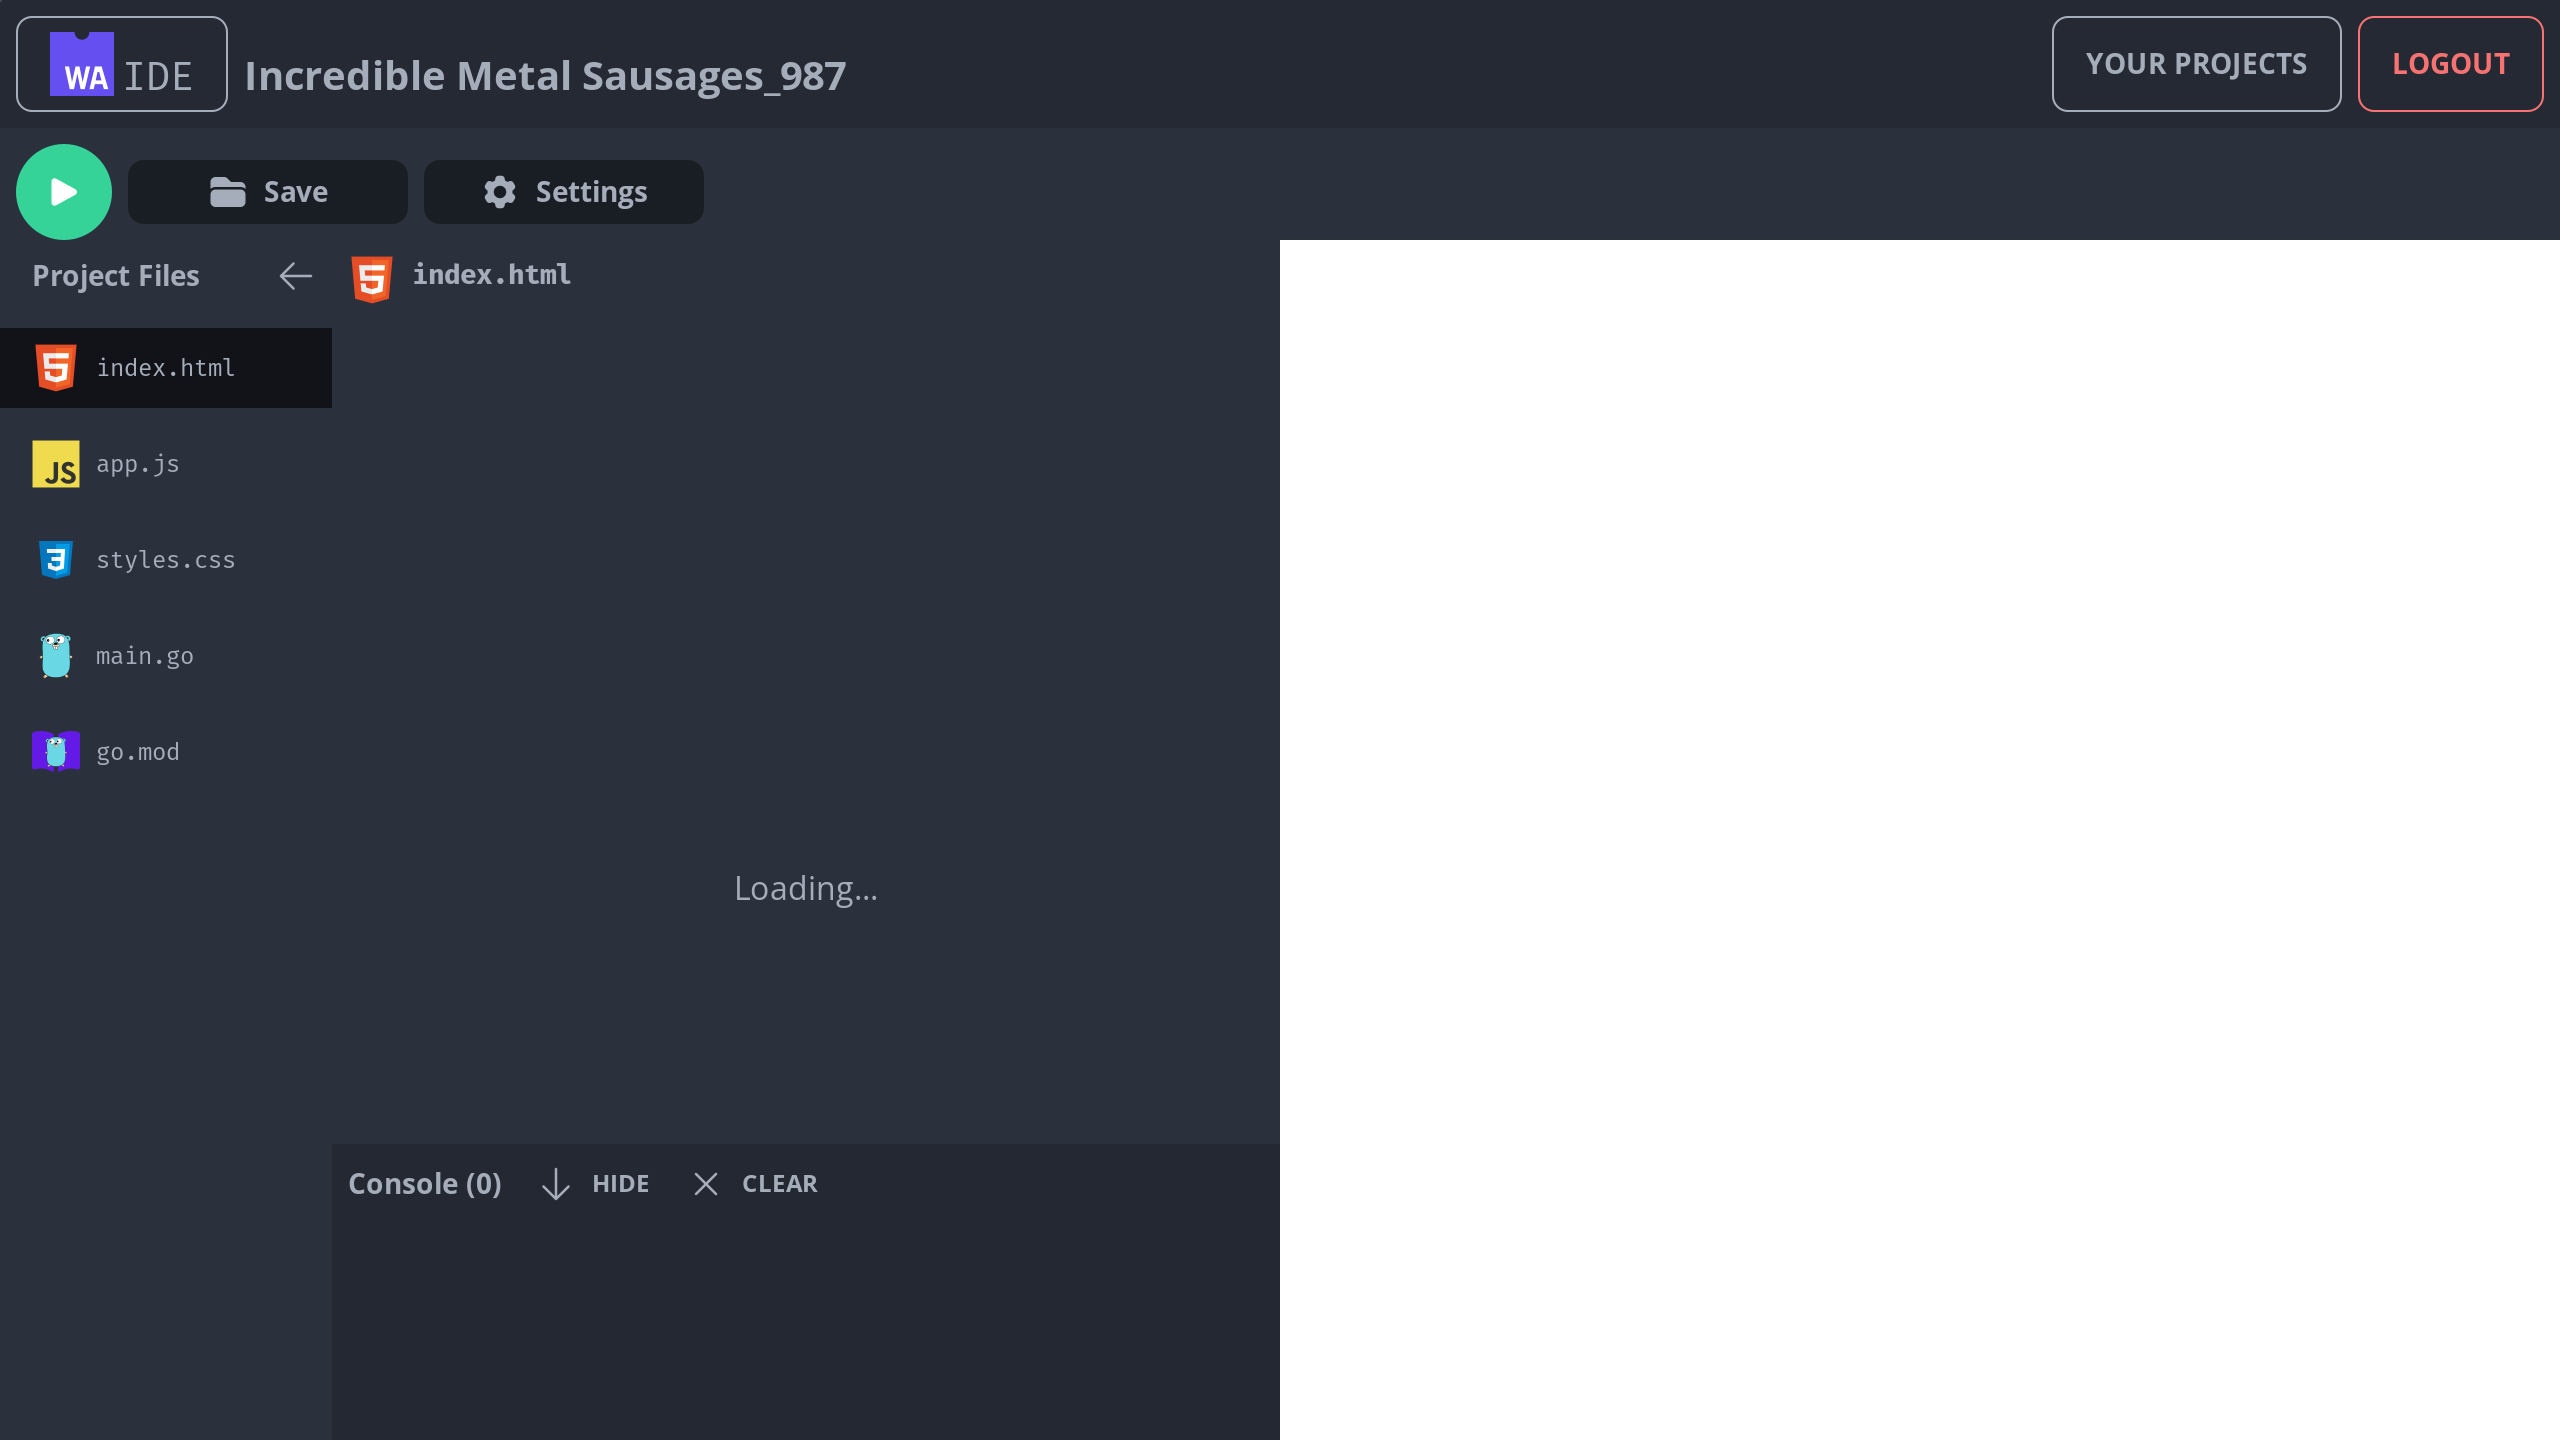 WA IDE
Incredible Metal Sausages_987
YOUR PROJECTS
LOGOUT
Save
Settings
Project Files
index.html
index.html
JS app.js
styles.css
main.go
go.mod
Loading...
Console (0)
HIDE
CLEAR